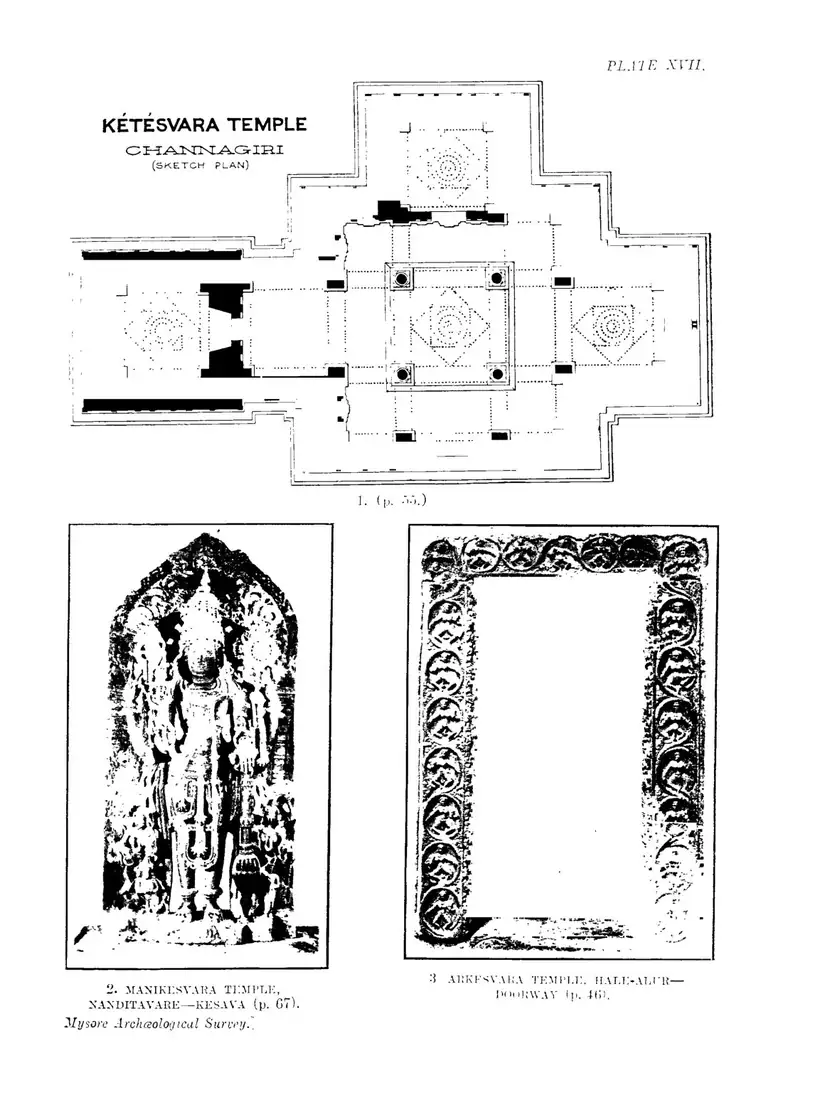 PLATE XVII.
KÉTÉSVARA TEMPLE
CHANNAGIRI
(SKETCH PLAN)
1. (p. 55.)
2. MANIKESVARA TEMPLE,
NANDITAVARE—KESAVA (p. 67).
3 ARKESVARA TEMPLE, HALE-ALUR—
DOORWAY (p. 46).
Mysore Archæological Survey.]